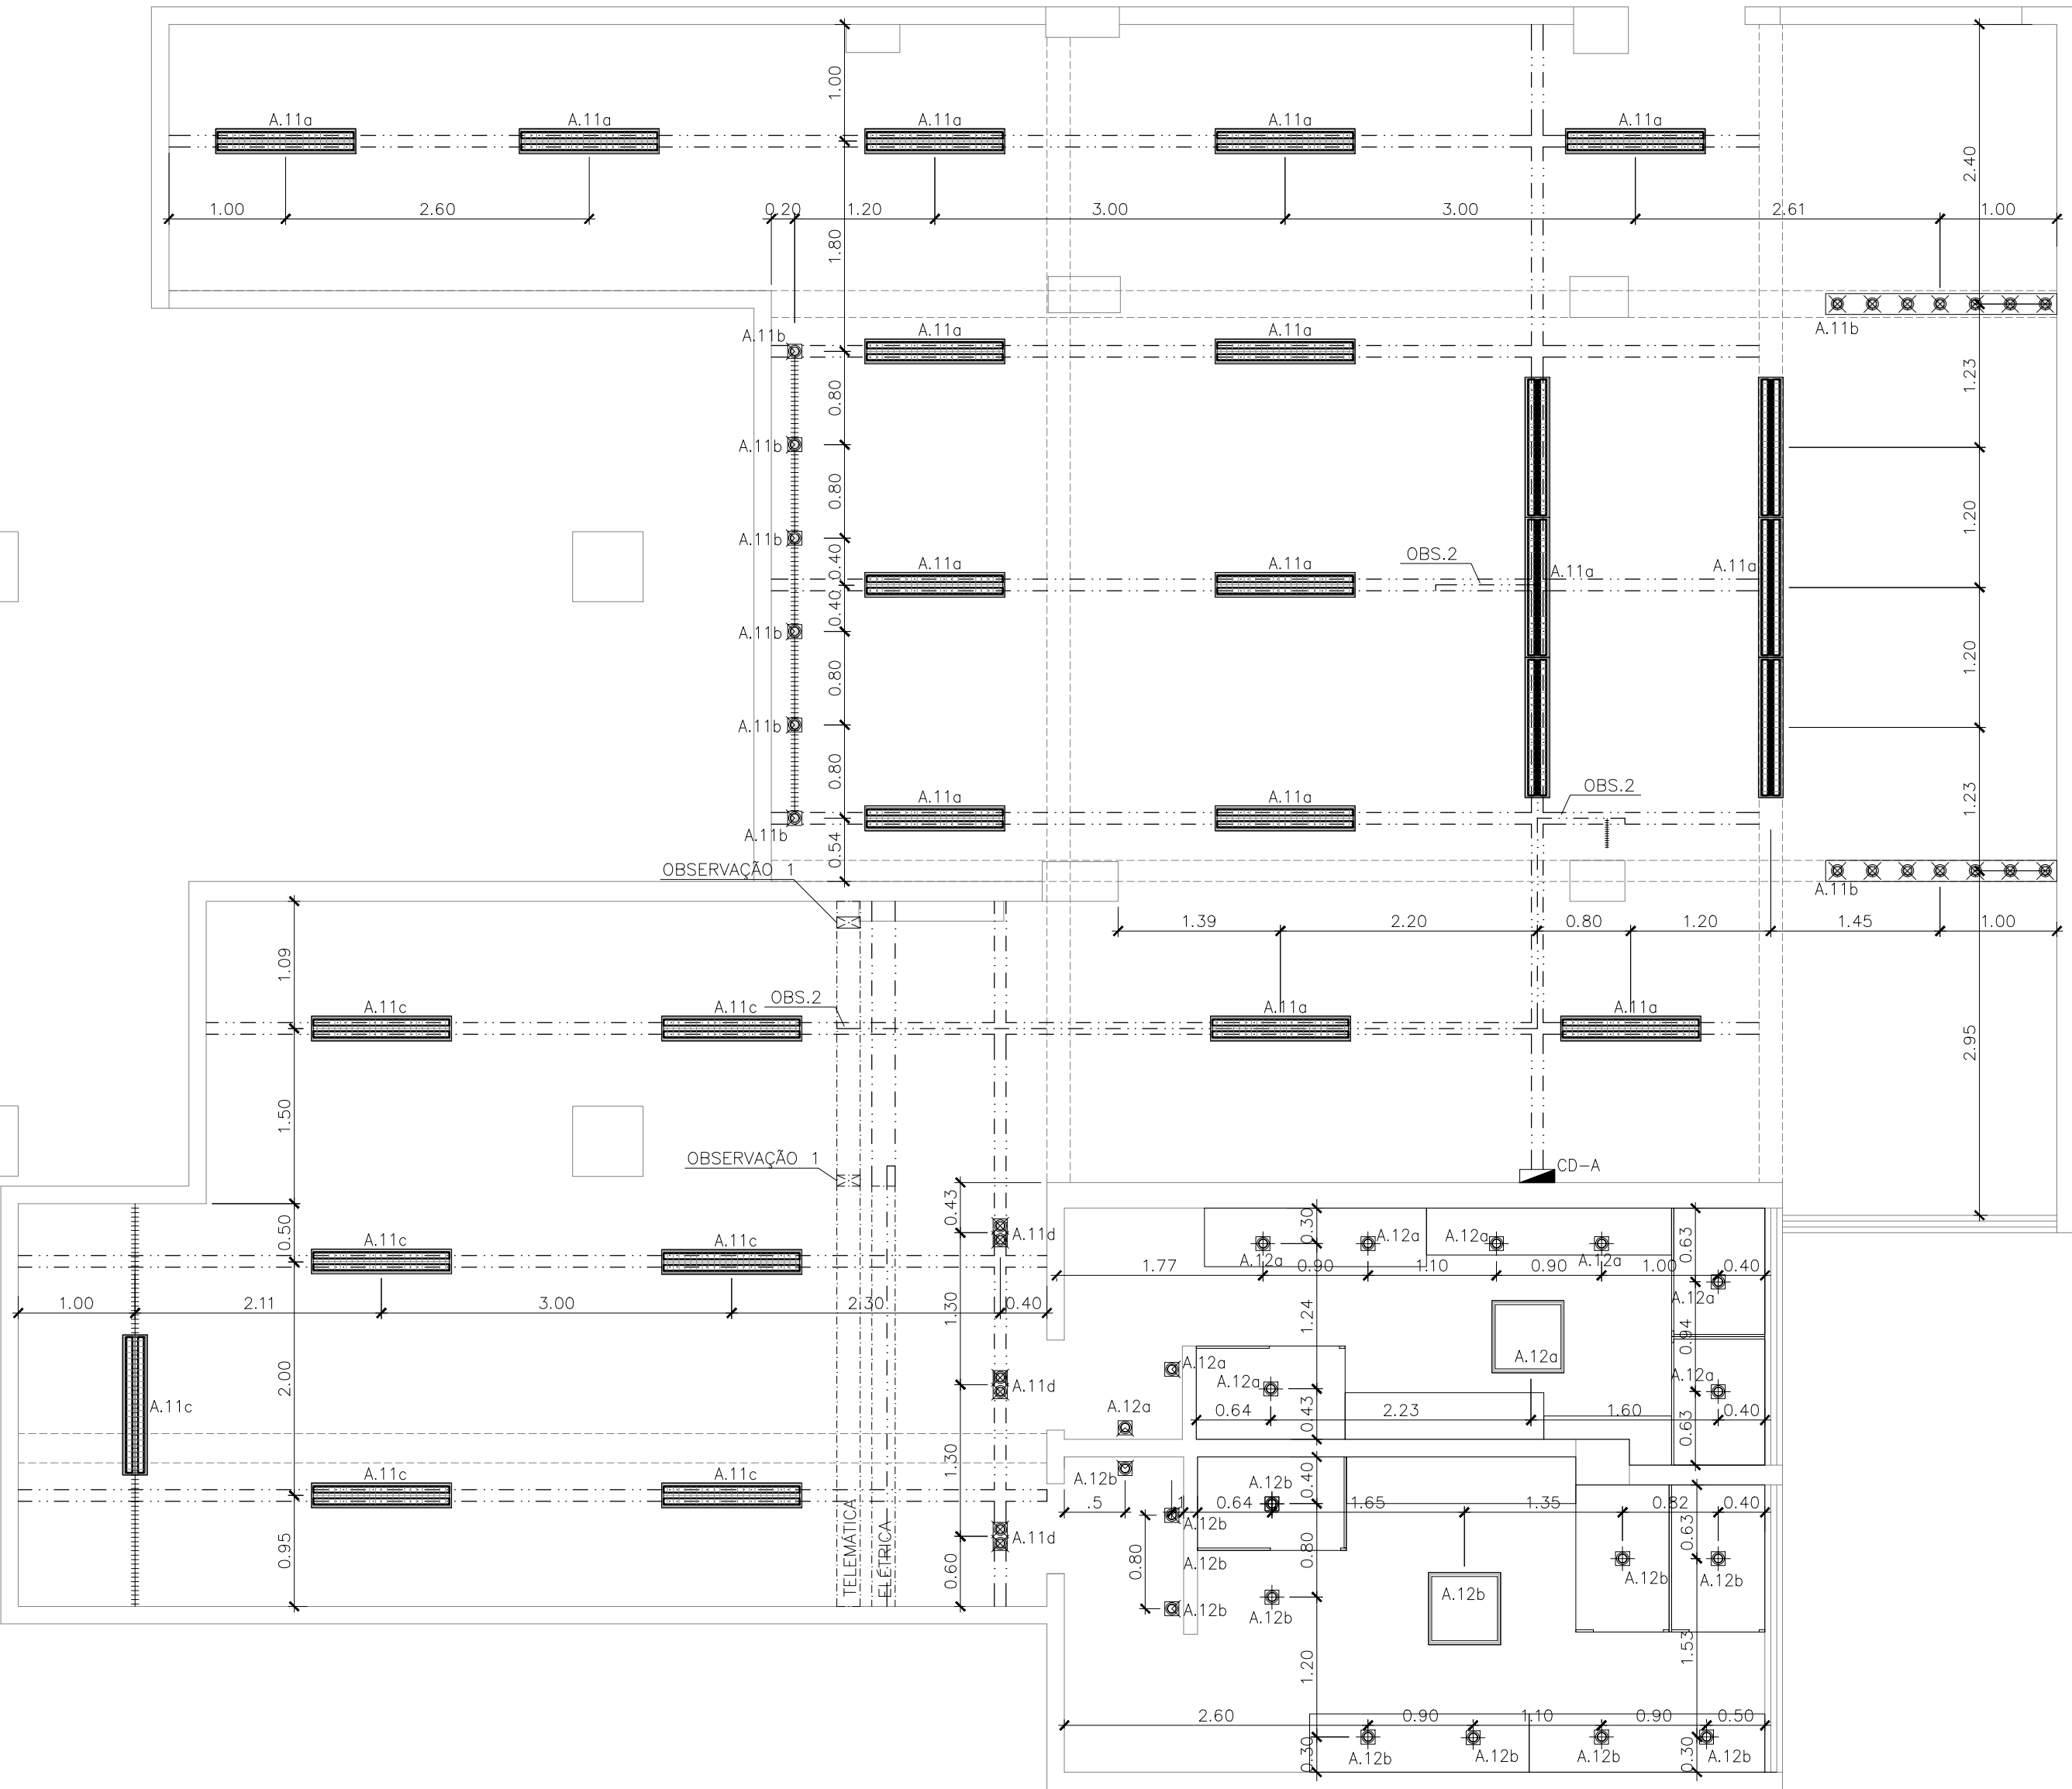 A.11a
A.11a
A.11a
A.11a
A.11a
1.00
2.40
1.00
2.60
0.20
1.20
3.00
3.00
2.61
1.00
1.80
A.11b
A.11a
A.11a
A.11b
1.23
0.80
A.11b
0.80
1.20
A.11b
0.40
OBS.2
A.11a
A.11a
A.11a
A.11a
0.40
A.11b
0.80
1.20
A.11b
0.80
OBS.2
1.23
A.11a
A.11a
A.11b
0.54
OBSERVAÇÃO 1
A.11b
1.39
2.20
0.80
1.20
1.45
1.00
1.09
OBS.2
A.11c
A.11c
A.11a
A.11a
2.95
1.50
OBSERVAÇÃO 1
CD-A
0.43
0.50
A.11c
A.11c
A.11d
0.30
A.12a
A.12a
A.12a
A.12a
0.63
1.77
0.90
1.10
0.90
1.00
0.40
A.12a
1.00
2.11
3.00
2.30
0.40
1.30
1.24
0.94
A.12a
A.12a
A.12a
A.12a
A.11d
2.00
A.11c
A.12a
0.64
0.43
2.23
1.60
0.63
0.40
1.30
A.11c
A.11c
A.12b
A.12b
0.40
.5
1
0.64
1.65
1.35
0.82
0.40
A.12b
0.63
A.11d
TELEMÁTICA
ELÉTRICA
0.95
0.60
0.80
A.12b
0.80
A.12b
A.12b
A.12b
A.12b
A.12b
1.20
1.53
2.60
0.90
1.10
0.90
0.50
0.30
A.12b
A.12b
A.12b
0.30
A.12b